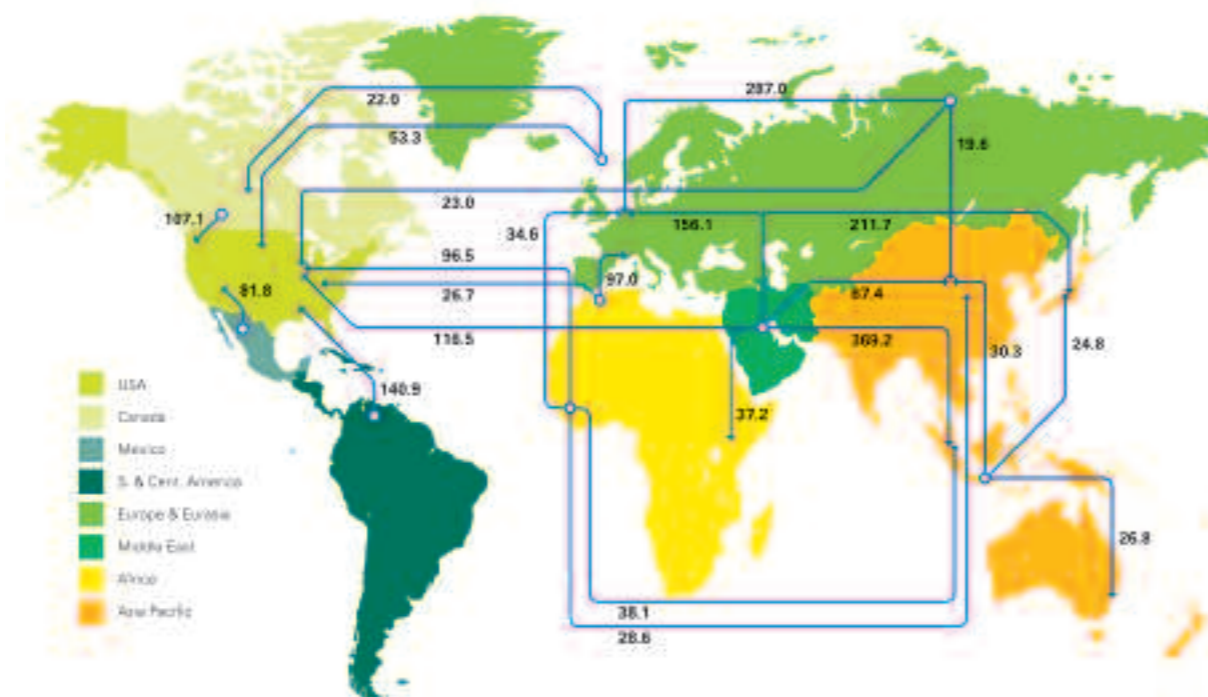 22.0
287.0
53.3
19.6
23.0
107.1
34.6
156.1
211.7
96.5
97.0
81.8
26.7
87.4
116.5
369.2
30.3
24.8
140.9
37.2
USA
Canada
Mexico
S. & Cent. America
Europe & Eurasia
Middle East
Africa
Asia Pacific
26.8
38.1
28.6